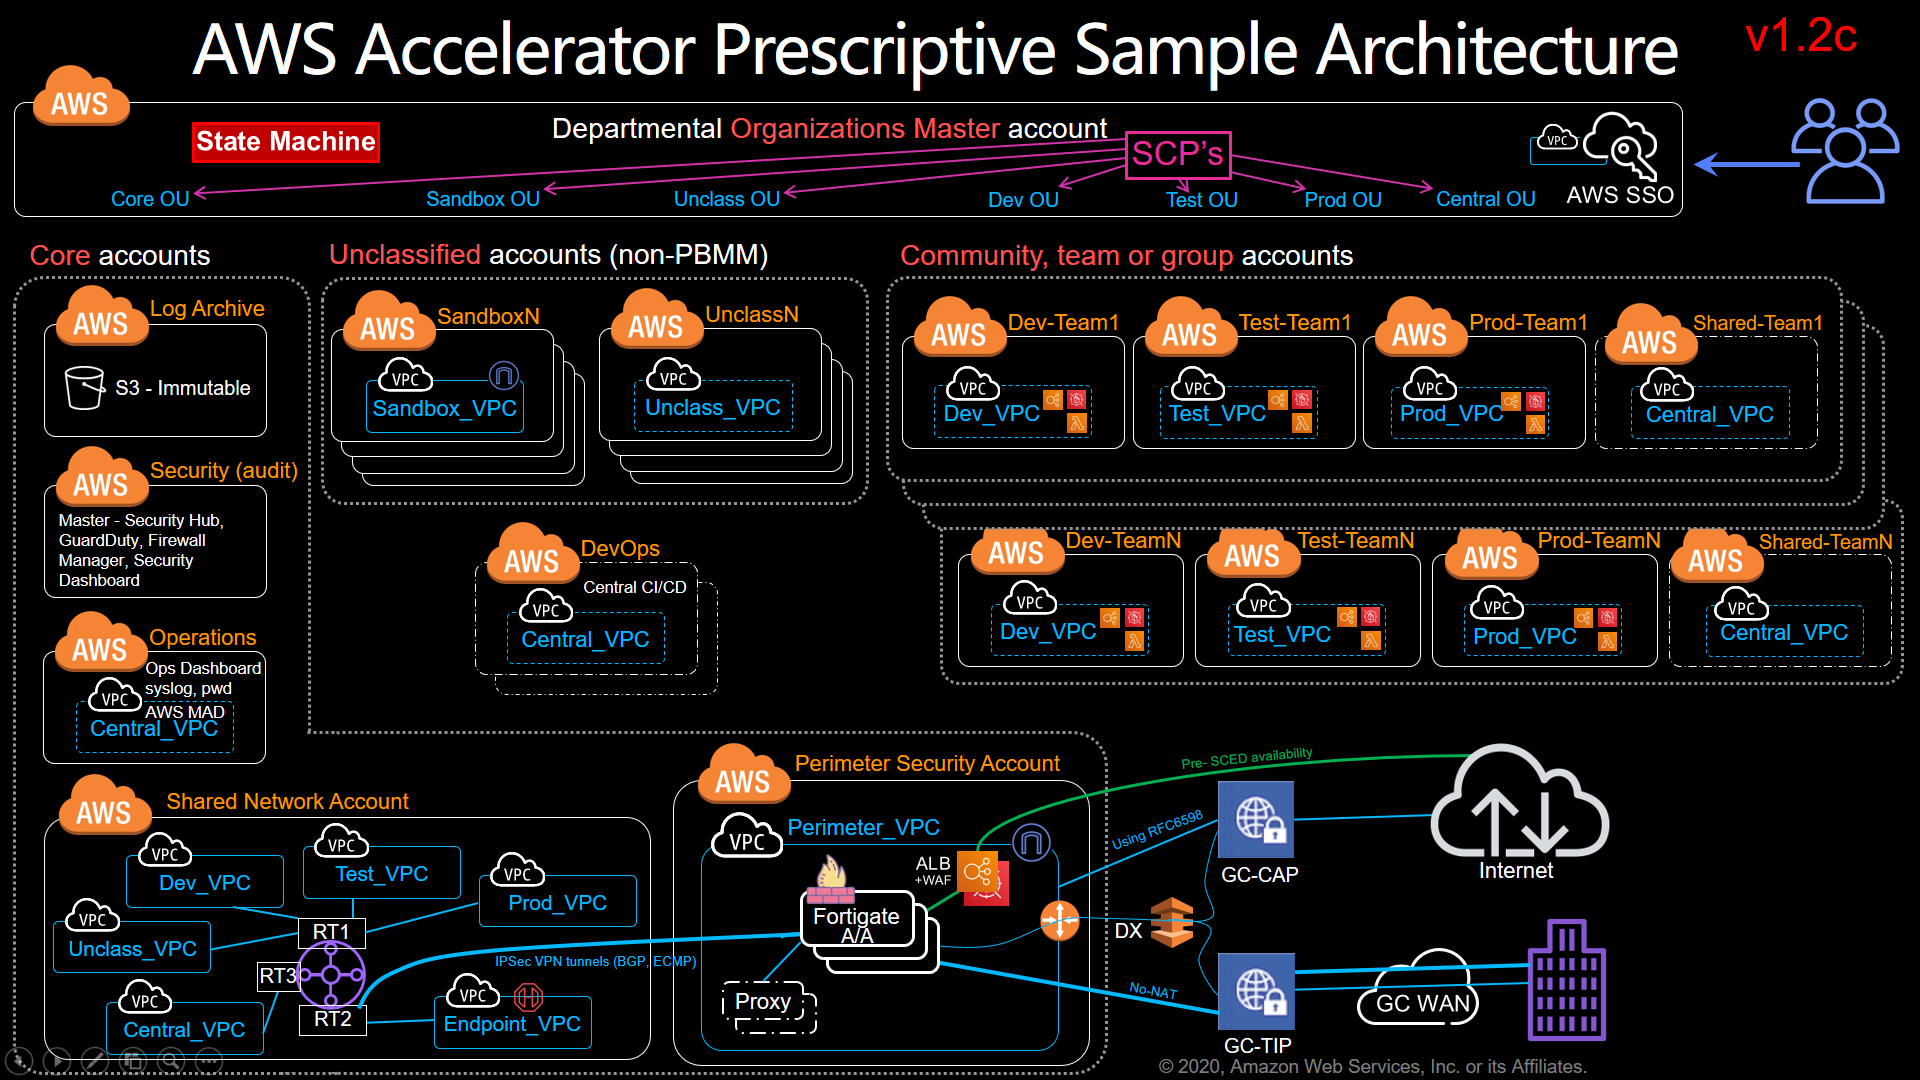 AWS Accelerator Prescriptive Sample Architecture
v1.2c
AWS
State Machine
Departmental Organizations Master account
SCP's
VPC
AWS SSO
Core OU
Sandbox OU
Unclass OU
Dev OU
Test OU
Prod OU
Central OU
Core accounts
AWS
Log Archive
S3 - Immutable
AWS
Security (audit)
Master - Security Hub,
GuardDuty, Firewall
Manager, Security
Dashboard
AWS
Operations
Ops Dashboard
syslog, pwd
VPC
AWS MAD
Central_VPC
Unclassified accounts (non-PBMM)
AWS
SandboxN
VPC
Sandbox_VPC
AWS
UnclassN
VPC
Unclass_VPC
AWS
DevOps
Central CI/CD
VPC
Central_VPC
Community, team or group accounts
AWS
Dev-Team1
VPC
Dev_VPC
AWS
Test-Team1
VPC
Test_VPC
AWS
Prod-Team1
VPC
Prod_VPC
AWS
Shared-Team1
VPC
Central_VPC
AWS
Dev-TeamN
VPC
Dev_VPC
AWS
Test-TeamN
VPC
Test_VPC
AWS
Prod-TeamN
VPC
Prod_VPC
AWS
Shared-TeamN
VPC
Central_VPC
AWS
Shared Network Account
VPC
Dev_VPC
VPC
Test_VPC
VPC
Prod_VPC
VPC
Unclass_VPC
RT1
RT3
RT2
VPC
Central_VPC
VPC
Endpoint_VPC
IPSec VPN tunnels (BGP, ECMP)
AWS
Perimeter Security Account
VPC
Perimeter_VPC
ALB
+WAF
Fortigate
A/A
Proxy
Pre- SCED availability
Using RFC6598
No-NAT
DX
GC-CAP
GC-TIP
Internet
GC WAN
© 2020, Amazon Web Services, Inc. or its Affiliates.